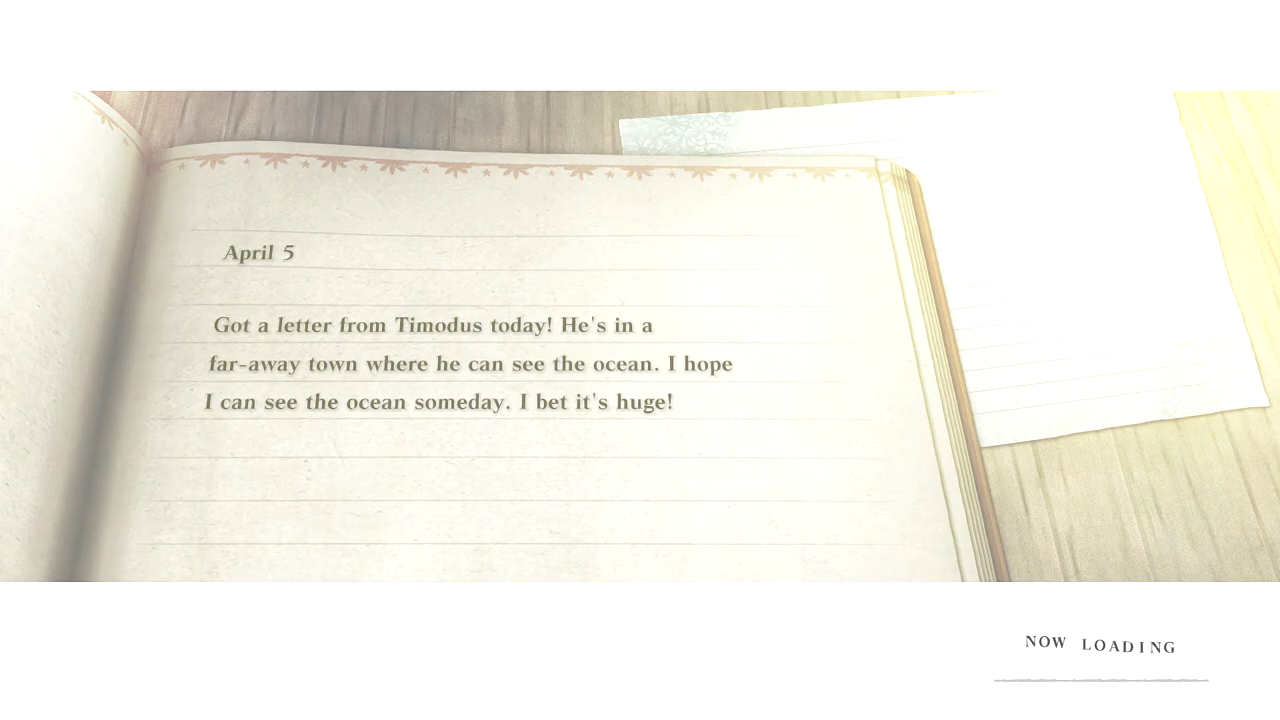 April 5
Got a letter from Timodus today! He's in a
far-away town where he can see the ocean. I hope
I can see the ocean someday. I bet it's huge!
NOW LOADING